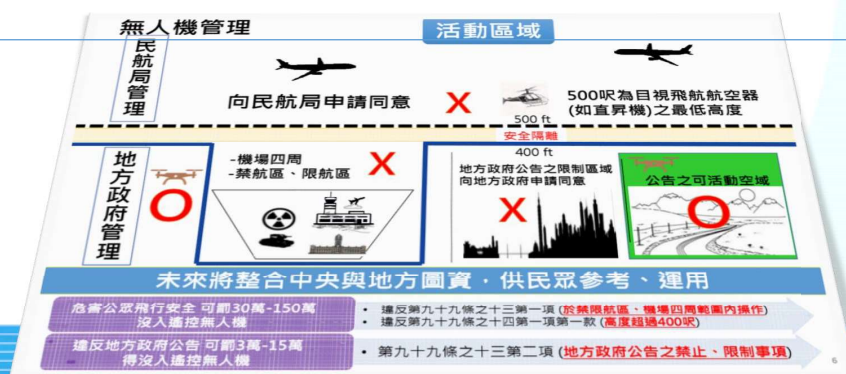 無人機管理
活動區域
民航局管理
向民航局申請同意
X
500 ft
500呎為目視飛航航空器
(如直昇機)之最低高度
安全隔離
400 ft
地方政府管理
O
-機場四周
-禁航區、限航區
X
地方政府公告之限制區域
向地方政府申請同意
X
公告之可活動空域
O
未來將整合中央與地方圖資,供民眾參考、運用
危害公眾飛行安全 可罰30萬-150萬
沒入遙控無人機
• 違反第九十九條之十三第一項 (於禁限航區、機場四周範圍內操作)
• 違反第九十九條之十四第一項第一款 (高度超過400呎)
違反地方政府公告 可罰3萬-15萬
得沒入遙控無人機
• 第九十九條之十三第二項 (地方政府公告之禁止、限制事項)
6